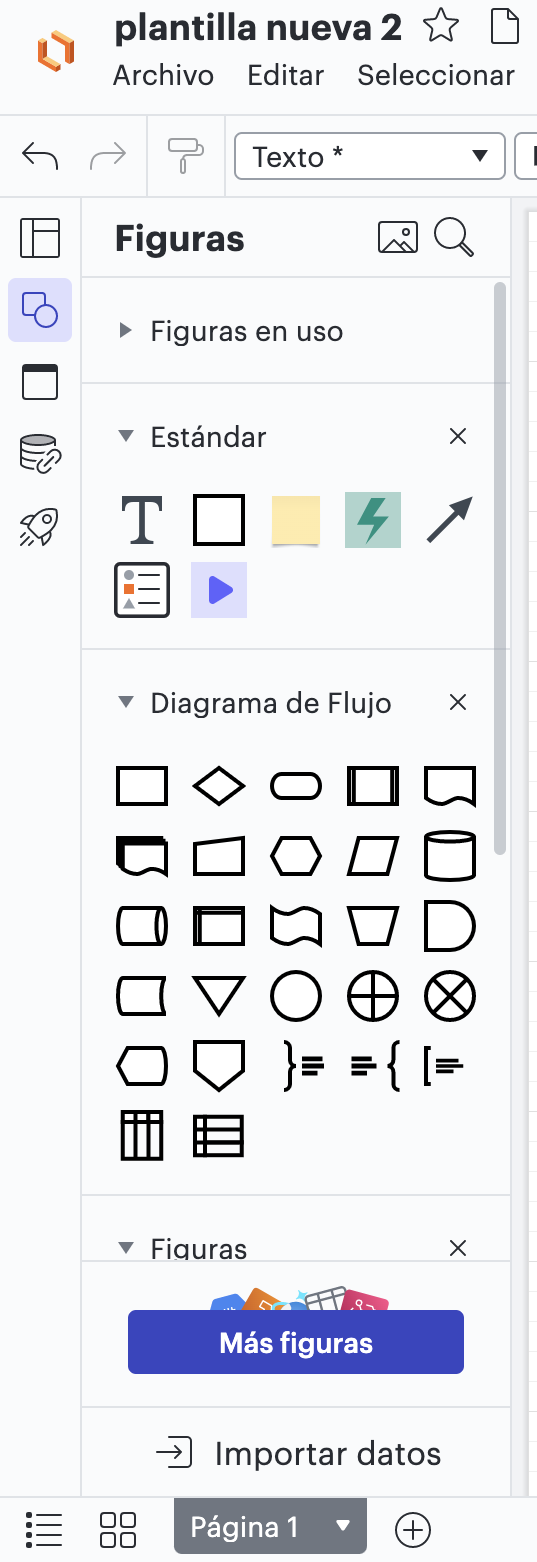 plantilla nueva 2
Archivo Editar Seleccionar
Texto *
Figuras
Figuras en uso
Estándar
T
Diagrama de Flujo
Figuras
Más figuras
Importar datos
Página 1